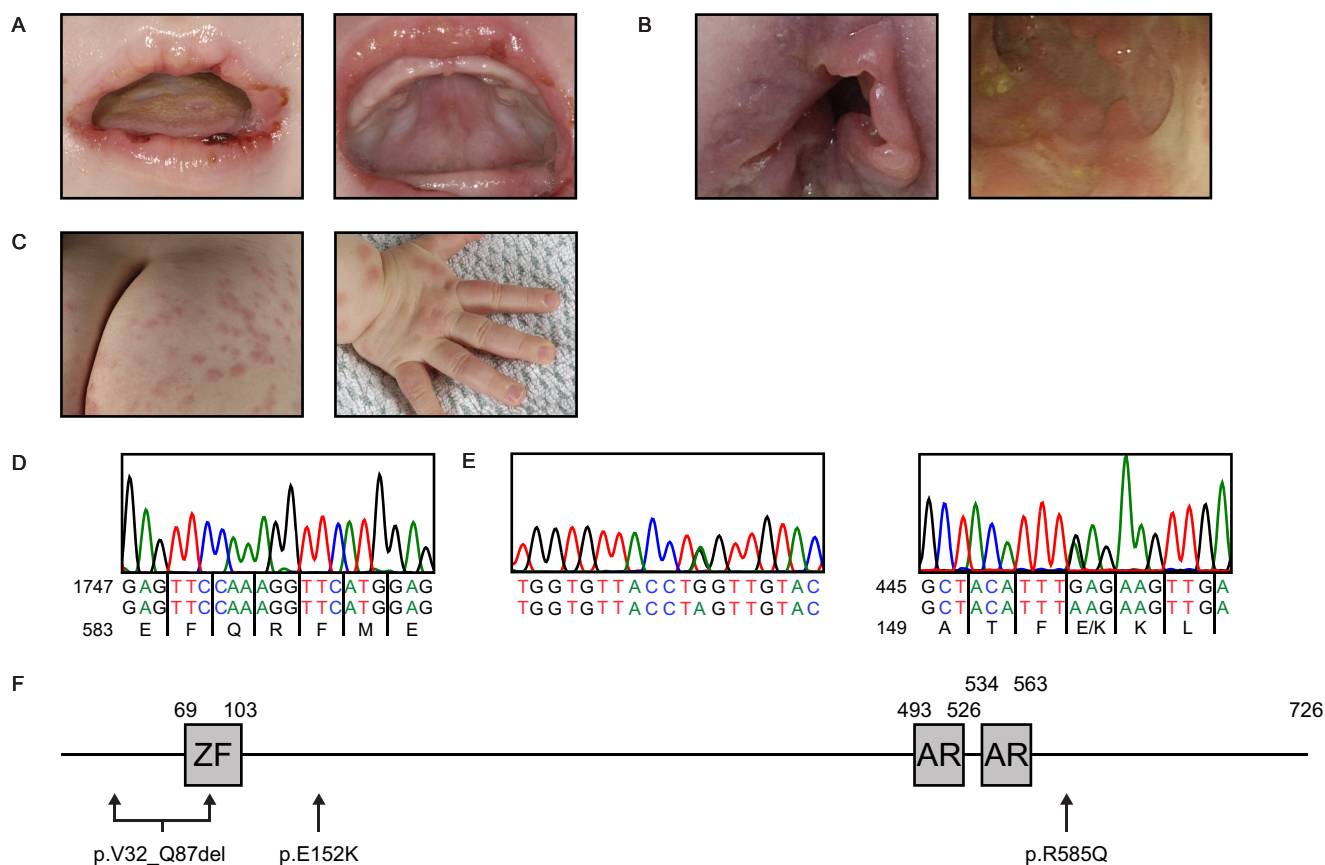 A
B
C
D
E
1747 GAGTTCCAAAGGTTCATGGAG
GAGTTCCAAAGGTTCATGGAG
583 E F Q R F M E
TGGTGTTACCTGGTTGTAC
TGGTGTTACCTAGTTGTAC
445 GCTACATTTGAGAAGTTGA
GCTACATTTAAGAAGTTGA
149 A T F E/K K L
F
534 563
69 103 493 526 726
ZF AR AR
p.V32_Q87del p.E152K p.R585Q